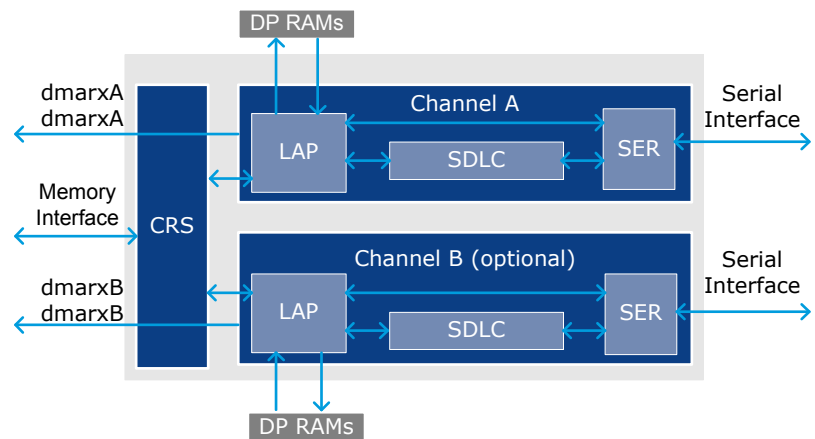 DP RAMs
dmarxA
dmarxA
Channel A
Serial
Interface
LAP
SDLC
SER
Memory
Interface
CRS
Channel B (optional)
Serial
Interface
dmarxB
dmarxB
LAP
SDLC
SER
DP RAMs